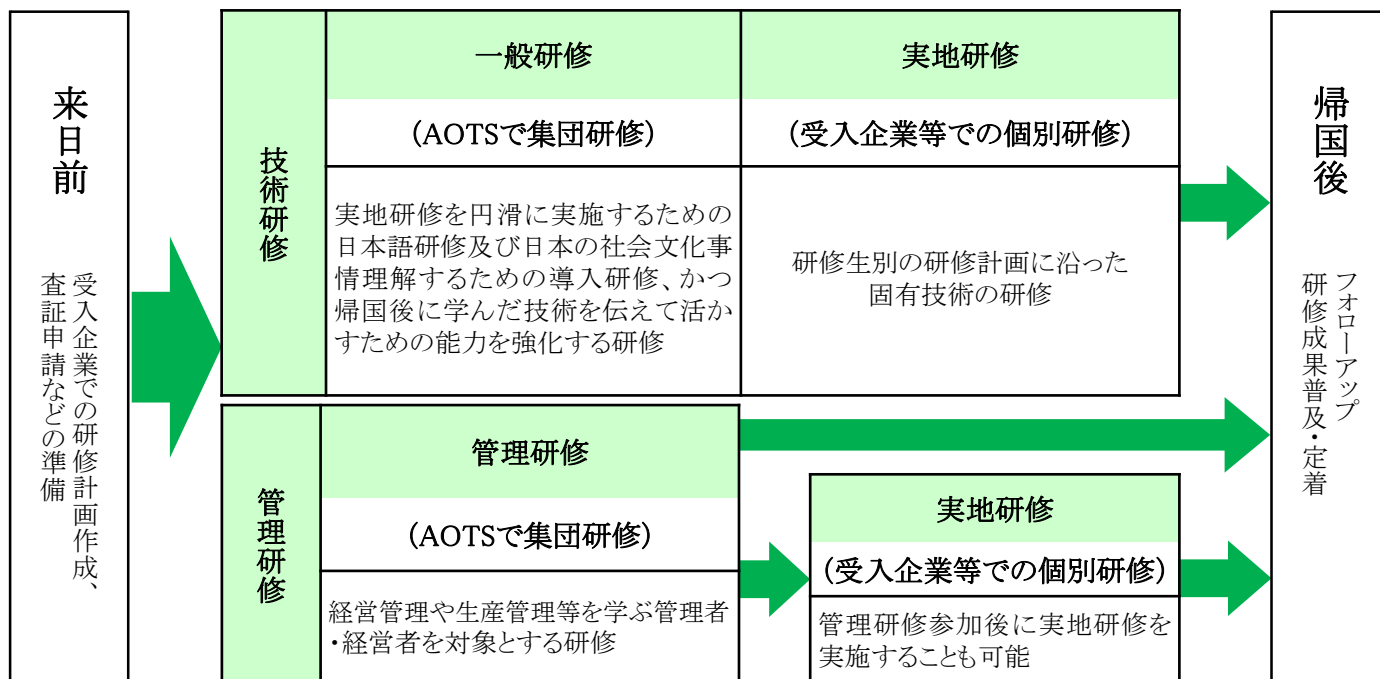 来日前
受入企業での研修計画作成、
査証申請などの準備
技術研修
一般研修
(AOTSで集団研修)
実地研修を円滑に実施するための
日本語研修及び日本の社会文化事
情理解するための導入研修、かつ
帰国後に学んだ技術を伝えて活か
すための能力を強化する研修
実地研修
(受入企業等での個別研修)
研修生別の研修計画に沿った
固有技術の研修
管理研修
管理研修
(AOTSで集団研修)
経営管理や生産管理等を学ぶ管理者
・経営者を対象とする研修
実地研修
(受入企業等での個別研修)
管理研修参加後に実地研修を
実施することも可能
帰国後
フォローアップ
研修成果普及・定着